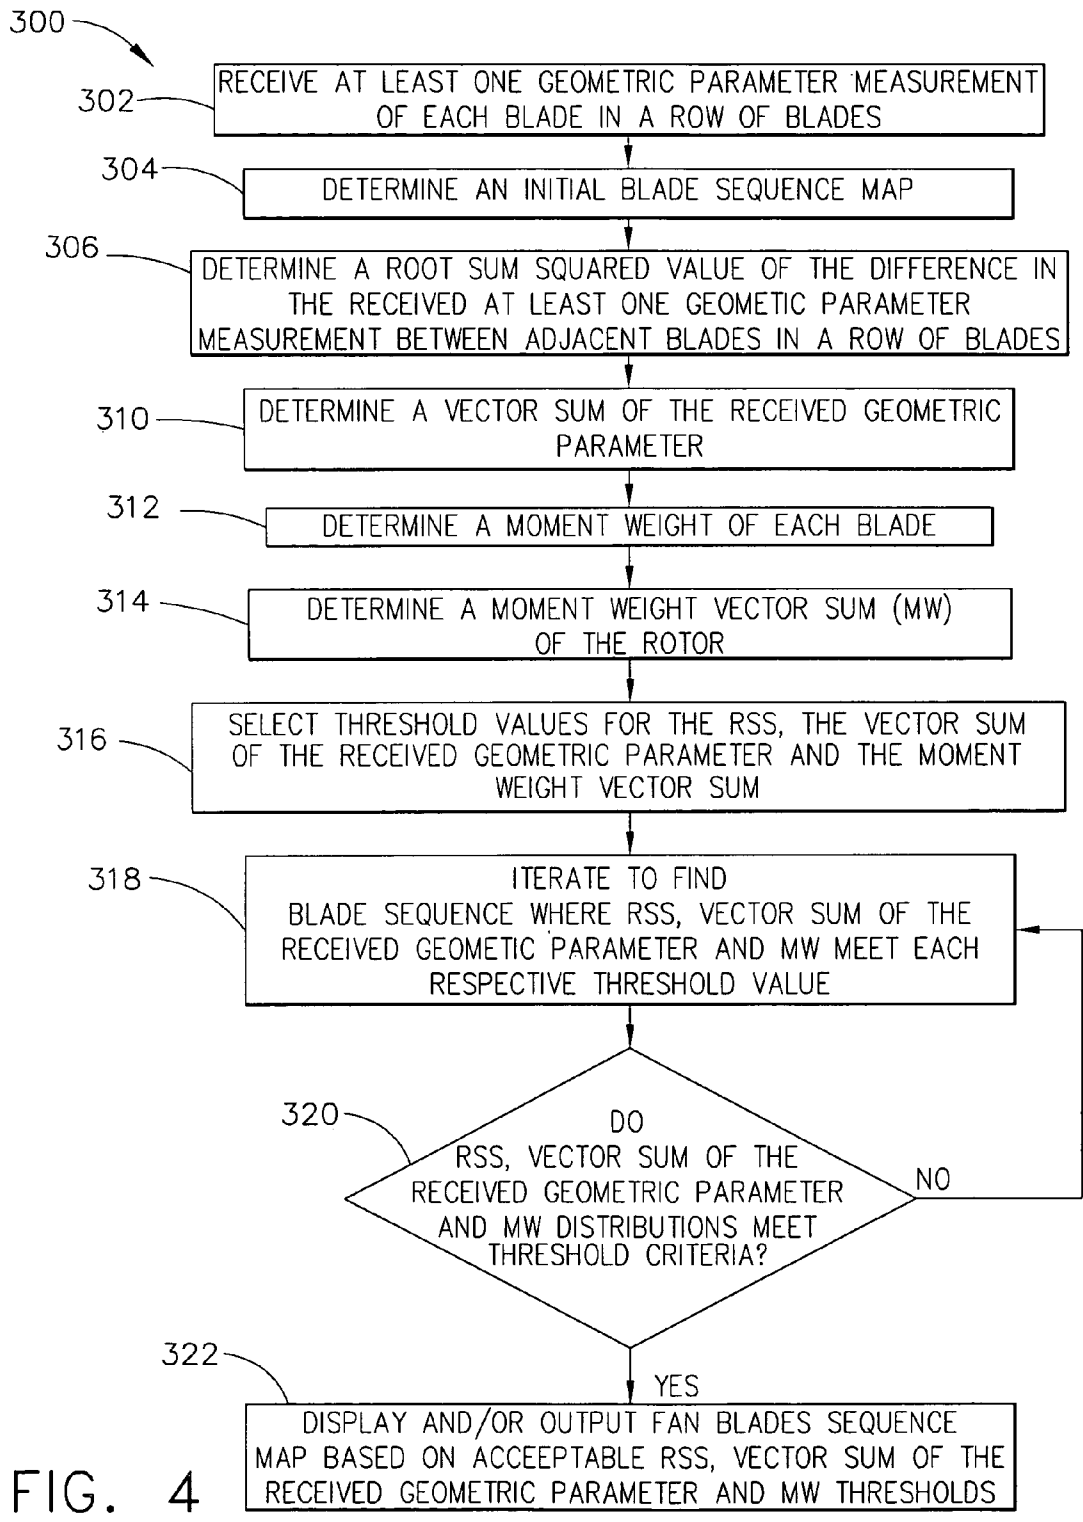 300
302
RECEIVE AT LEAST ONE GEOMETRIC PARAMETER MEASUREMENT
OF EACH BLADE IN A ROW OF BLADES
304
DETERMINE AN INITIAL BLADE SEQUENCE MAP
306
DETERMINE A ROOT SUM SQUARED VALUE OF THE DIFFERENCE IN
THE RECEIVED AT LEAST ONE GEOMETIC PARAMETER
MEASUREMENT BETWEEN ADJACENT BLADES IN A ROW OF BLADES
310
DETERMINE A VECTOR SUM OF THE RECEIVED GEOMETRIC
PARAMETER
312
DETERMINE A MOMENT WEIGHT OF EACH BLADE
314
DETERMINE A MOMENT WEIGHT VECTOR SUM (MW)
OF THE ROTOR
316
SELECT THRESHOLD VALUES FOR THE RSS, THE VECTOR SUM
OF THE RECEIVED GEOMETRIC PARAMETER AND THE MOMENT
WEIGHT VECTOR SUM
318
ITERATE TO FIND
BLADE SEQUENCE WHERE RSS, VECTOR SUM OF THE
RECEIVED GEOMETIC PARAMETER AND MW MEET EACH
RESPECTIVE THRESHOLD VALUE
320
DO
RSS, VECTOR SUM OF THE
RECEIVED GEOMETRIC PARAMETER
AND MW DISTRIBUTIONS MEET
THRESHOLD CRITERIA?
NO
YES
322
DISPLAY AND/OR OUTPUT FAN BLADES SEQUENCE
MAP BASED ON ACCEEPTABLE RSS, VECTOR SUM OF THE
RECEIVED GEOMETRIC PARAMETER AND MW THRESHOLDS
FIG. 4